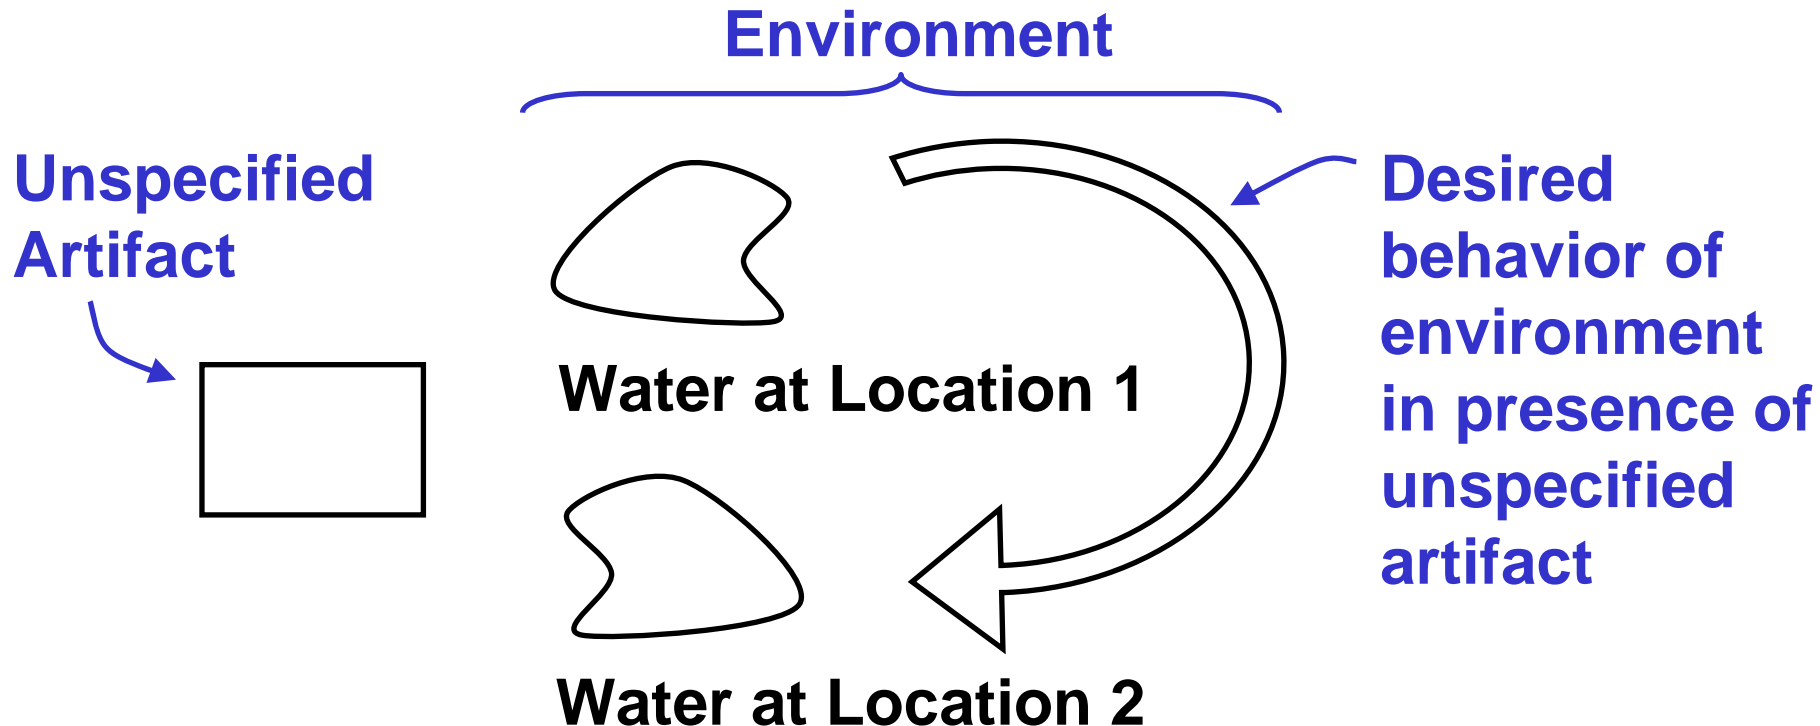 Environment
Unspecified
Artifact
Desired
behavior of
environment
in presence of
unspecified
artifact
Water at Location 1
Water at Location 2